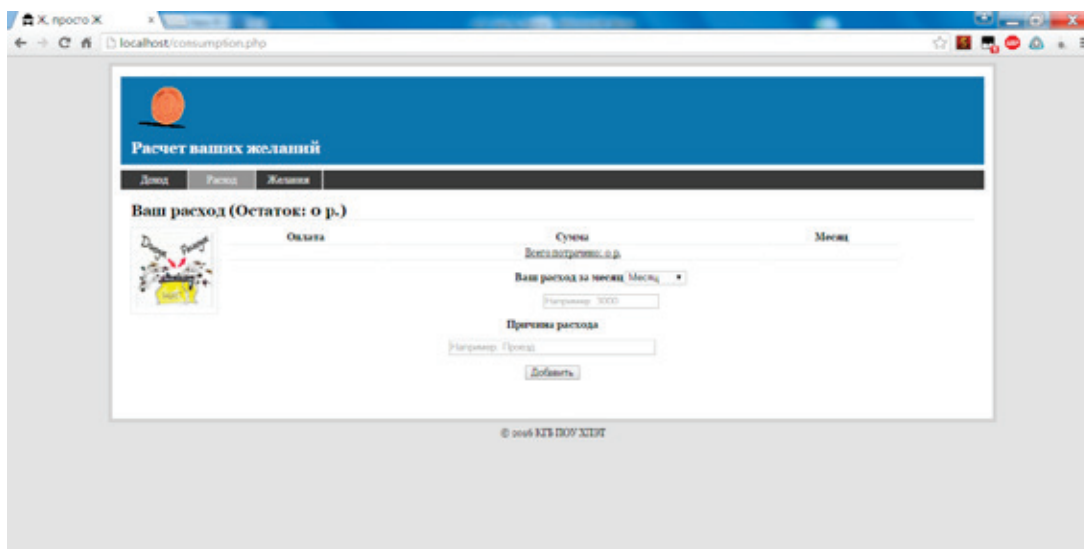 Ж, просто Ж
localhost/consumption.php
Расчет ваших желаний
Доход Расход Желания
Ваш расход (Остаток: 0 р.)
Оплата Сумма Месяц
Всего потрачено: 0 р.
Ваш расход за месяц Месяц
Например: 3000
Причина расхода
Например: Проезд
Добавить
© 2016 КГБ ПОУ ХПЭТ